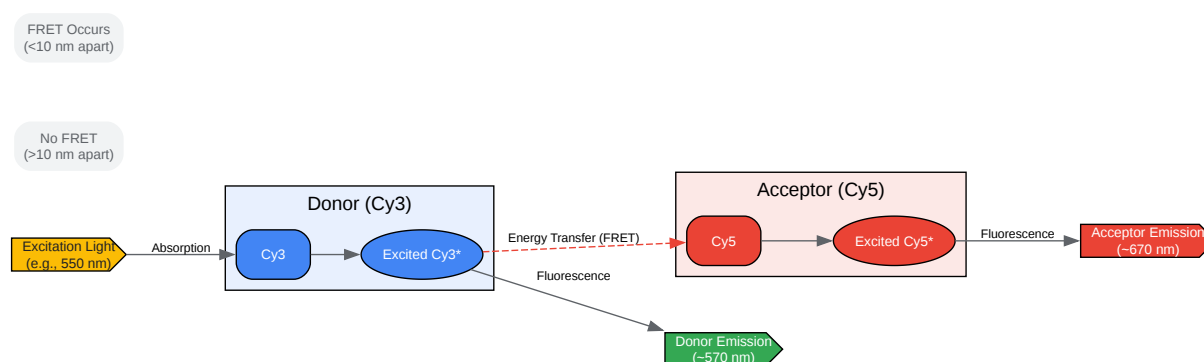 FRET Occurs
(<10 nm apart)
No FRET
(>10 nm apart)
Donor (Cy3)
Acceptor (Cy5)
Excitation Light
(e.g., 550 nm)
Absorption
Cy3
Excited Cy3*
Energy Transfer (FRET)
Cy5
Excited Cy5*
Fluorescence
Acceptor Emission
(~670 nm)
Fluorescence
Donor Emission
(~570 nm)